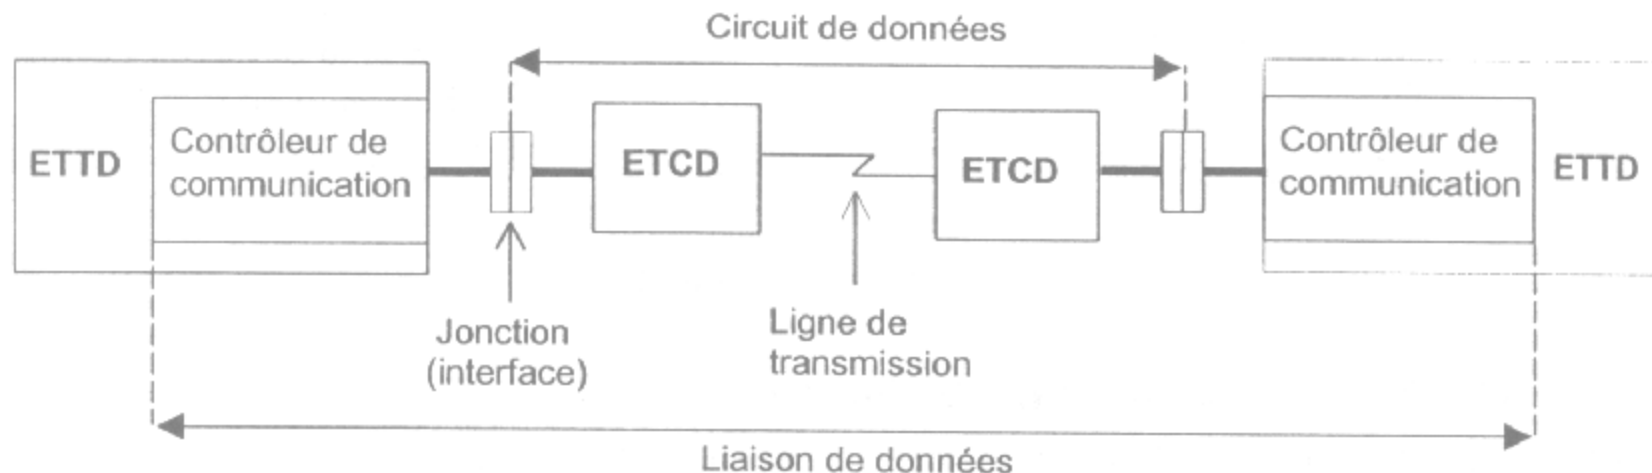 Circuit de données
ETTD
Contrôleur de
communication
ETCD
ETCD
Contrôleur de
communication
ETTD
Jonction
(interface)
Ligne de
transmission
Liaison de données